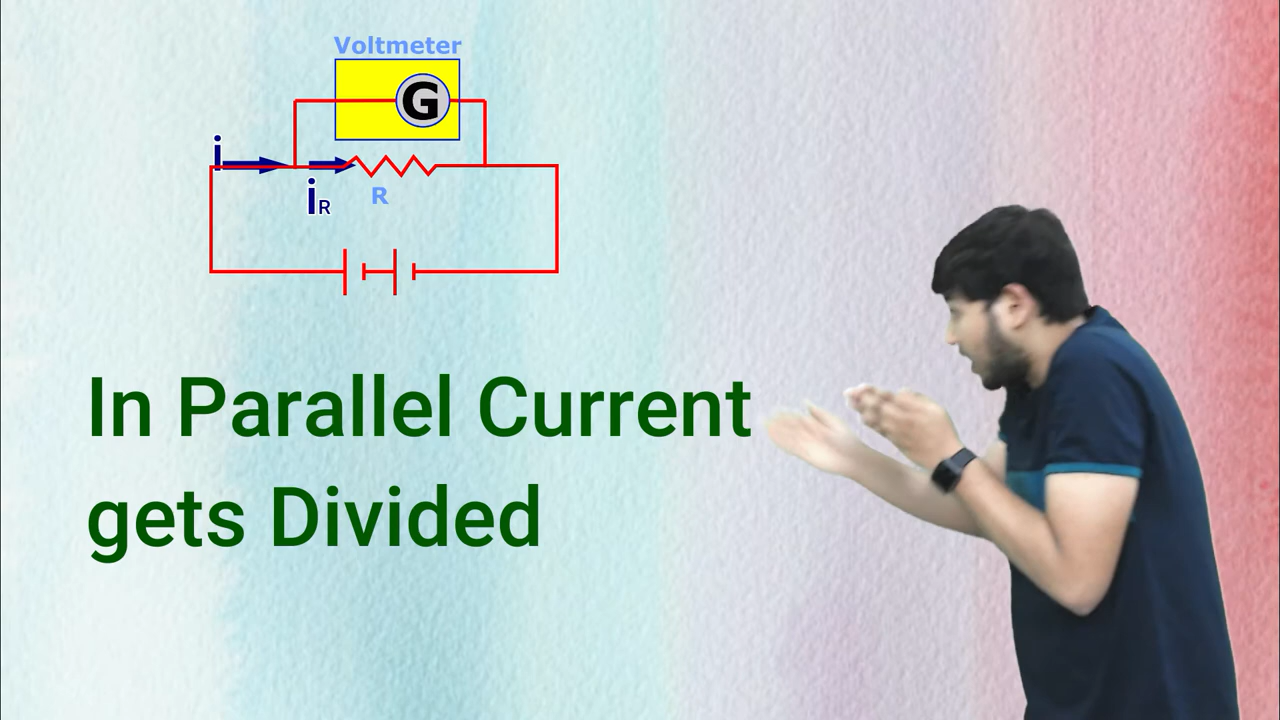 Voltmeter
G
i
iR
R
In Parallel Current
gets Divided